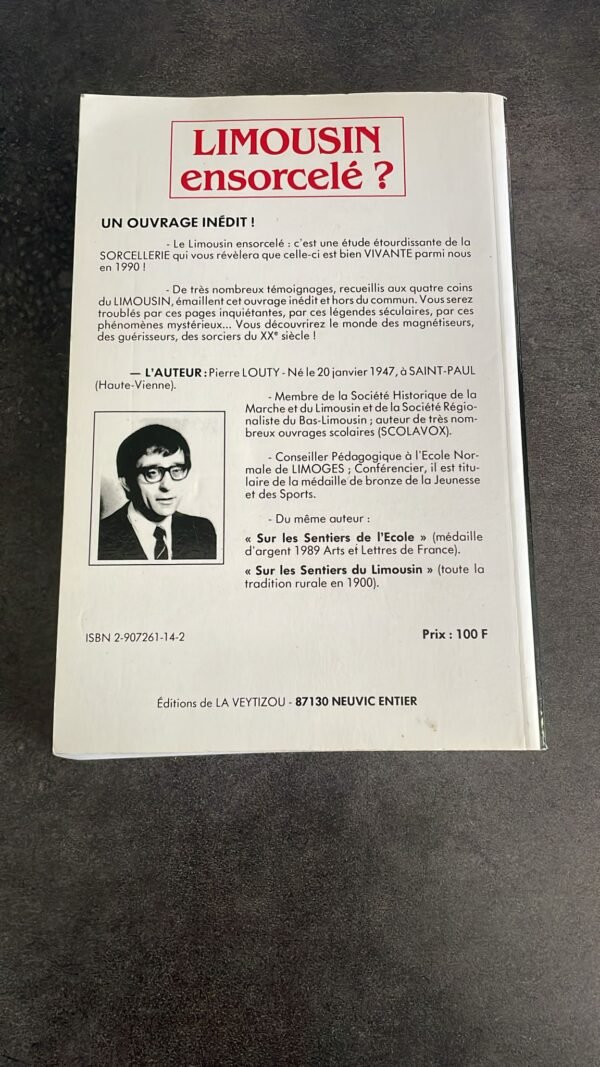 LIMOUSIN
ensorcelé ?
UN OUVRAGE INÉDIT !
- Le Limousin ensorcelé : c'est une étude étourdissante de la
SORCELLERIE qui vous révèlera que celle-ci est bien VIVANTE parmi nous
en 1990 !
- De très nombreux témoignages, recueillis aux quatre coins
du LIMOUSIN, émaillent cet ouvrage inédit et hors du commun. Vous serez
troublés par ces pages inquiétantes, par ces légendes séculaires, par ces
phénomènes mystérieux... Vous découvrirez le monde des magnétiseurs,
des guérisseurs, des sorciers du XXe siècle !
— L'AUTEUR : Pierre LOUTY - Né le 20 janvier 1947, à SAINT-PAUL
(Haute-Vienne).
- Membre de la Société Historique de la
Marche et du Limousin et de la Société Régio-
naliste du Bas-Limousin ; auteur de très nom-
breux ouvrages scolaires (SCOLAVOX).
- Conseiller Pédagogique à l'Ecole Nor-
male de LIMOGES ; Conférencier, il est titu-
laire de la médaille de bronze de la Jeunesse
et des Sports.
- Du même auteur :
« Sur les Sentiers de l'Ecole » (médaille
d'argent 1989 Arts et Lettres de France).
« Sur les Sentiers du Limousin » (toute la
tradition rurale en 1900).
ISBN 2-907261-14-2
Prix : 100 F
Éditions de LA VEYTIZOU - 87130 NEUVIC ENTIER